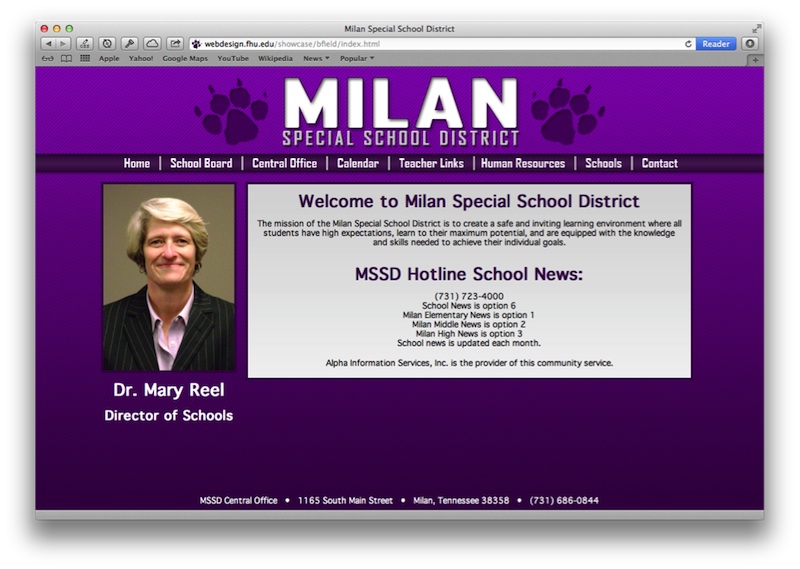 Milan Special School District
webdesign.fhu.edu/showcase/bfield/index.html
Reader
Apple Yahoo! Google Maps YouTube Wikipedia News Popular
MILAN
SPECIAL SCHOOL DISTRICT
Home | School Board | Central Office | Calendar | Teacher Links | Human Resources | Schools | Contact
Welcome to Milan Special School District
The mission of the Milan Special School District is to create a safe and inviting learning environment where all
students have high expectations, learn to their maximum potential, and are equipped with the knowledge
and skills needed to achieve their individual goals.
MSSD Hotline School News:
(731) 723-4000
School News is option 6
Milan Elementary News is option 1
Milan Middle News is option 2
Milan High News is option 3
School news is updated each month.
Alpha Information Services, Inc. is the provider of this community service.
Dr. Mary Reel
Director of Schools
MSSD Central Office • 1165 South Main Street • Milan, Tennessee 38358 • (731) 686-0844